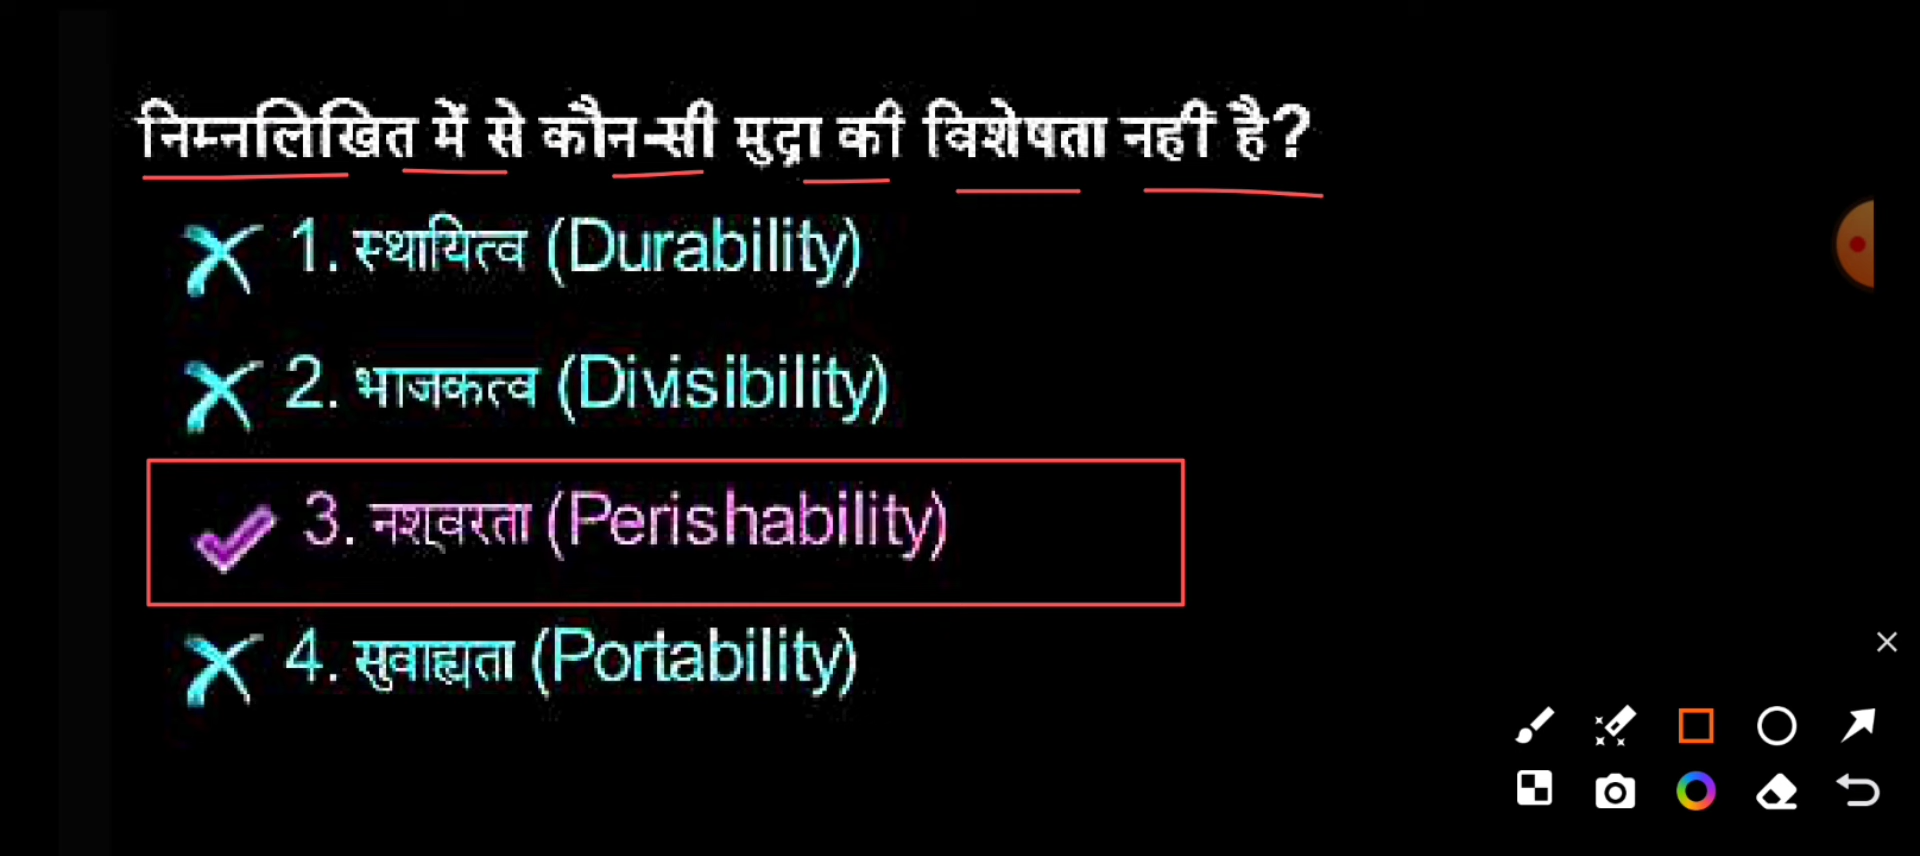 निम्नलिखित में से कौन-सी मुद्रा की विशेषता नहीं है?
1. स्थायित्व (Durability)
2. भाजकत्व (Divisibility)
3. नश्वरता (Perishability)
4. सुवाह्यता (Portability)